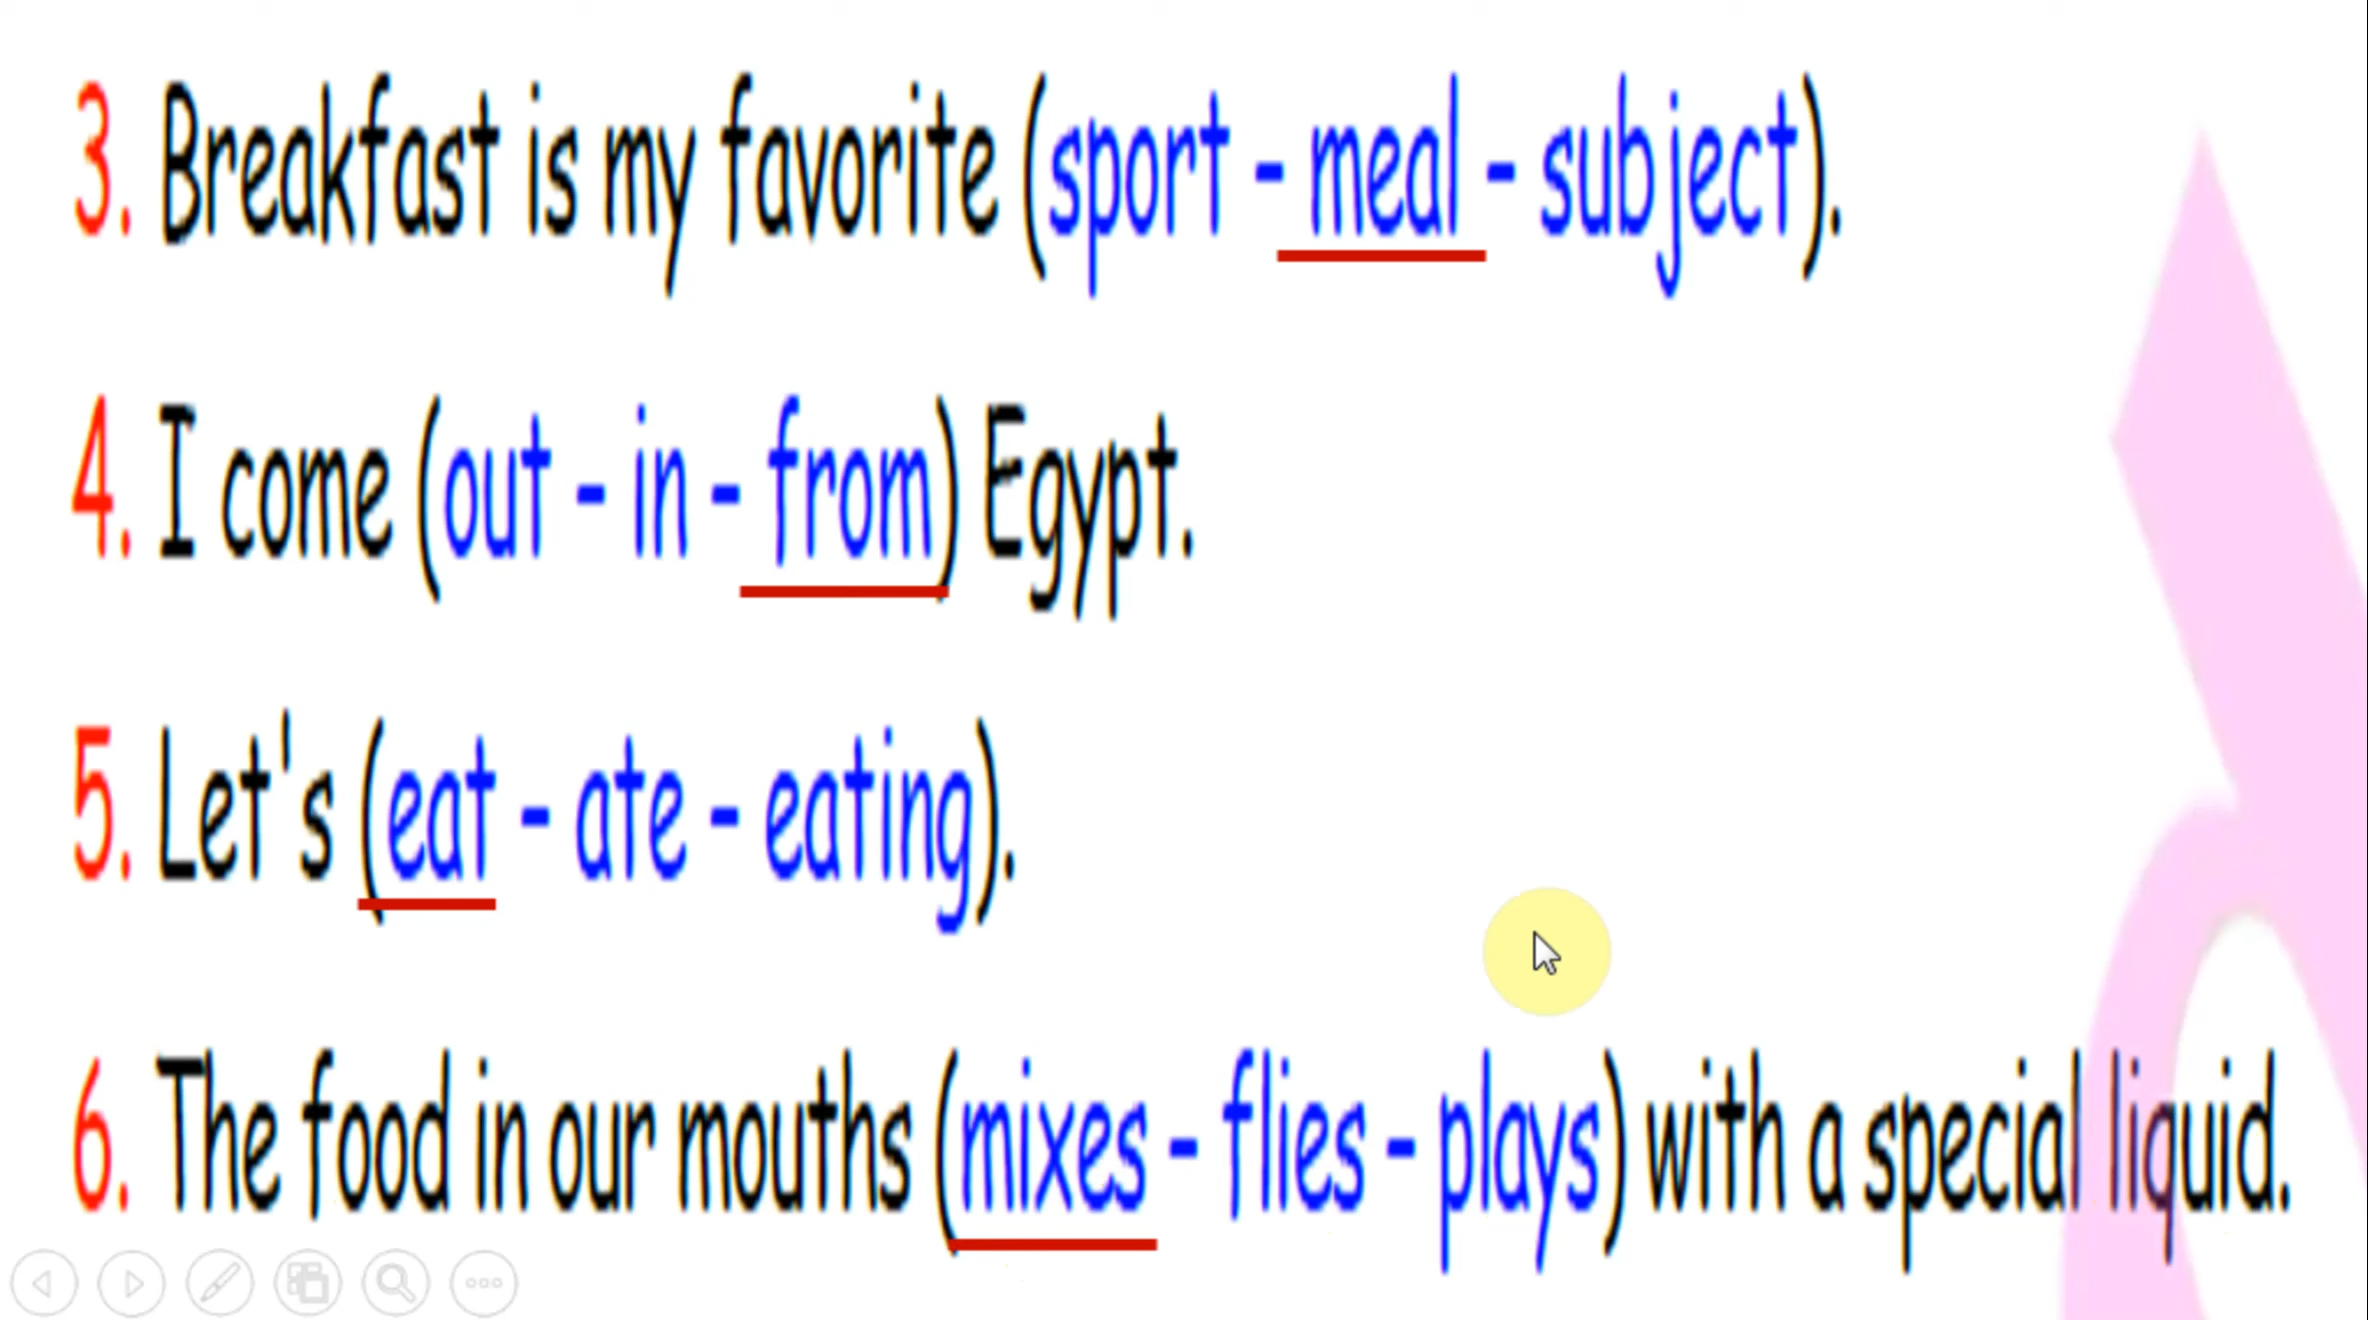 3. Breakfast is my favorite (sport - meal - subject).
4. I come (out - in - from) Egypt.
5. Let's (eat - ate - eating).
6. The food in our mouths (mixes - flies - plays) with a special liquid.